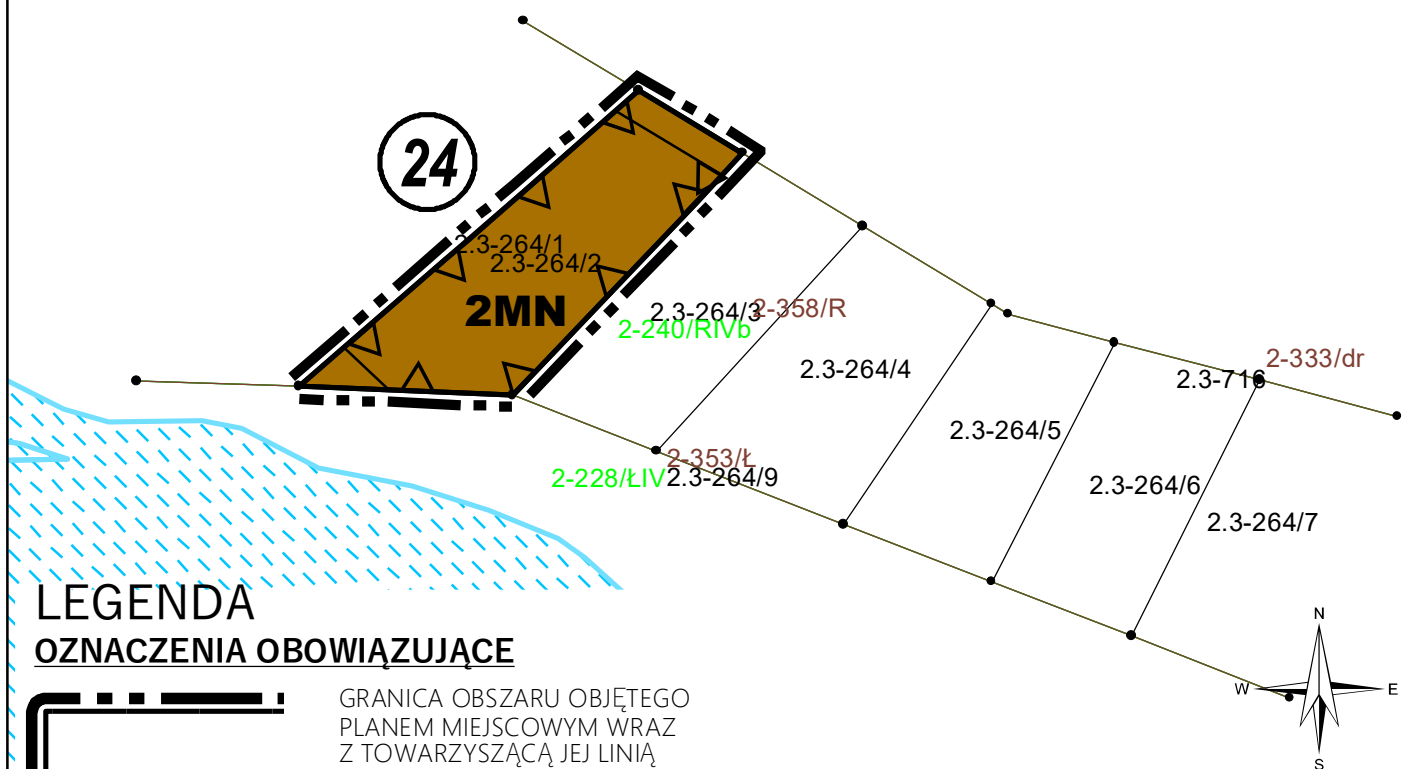 24
2.3-264/1
2.3-264/2
2MN
2.3-264/3
2-358/R
2-240/RIVb
2.3-264/4
2-333/dr
2.3-716
2.3-264/5
2-353/Ł
2-228/ŁIV
2.3-264/9
2.3-264/6
2.3-264/7
LEGENDA
OZNACZENIA OBOWIĄZUJĄCE
GRANICA OBSZARU OBJĘTEGO
PLANEM MIEJSCOWYM WRAZ
Z TOWARZYSZĄCĄ JEJ LINIĄ
N
W
E
S